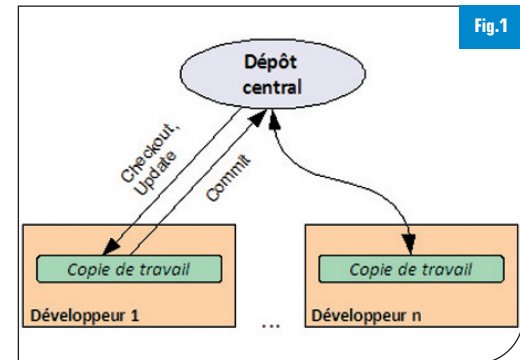 Fig.1
Dépôt
central
Checkout,
Update
Commit
Copie de travail
Développeur 1
...
Copie de travail
Développeur n